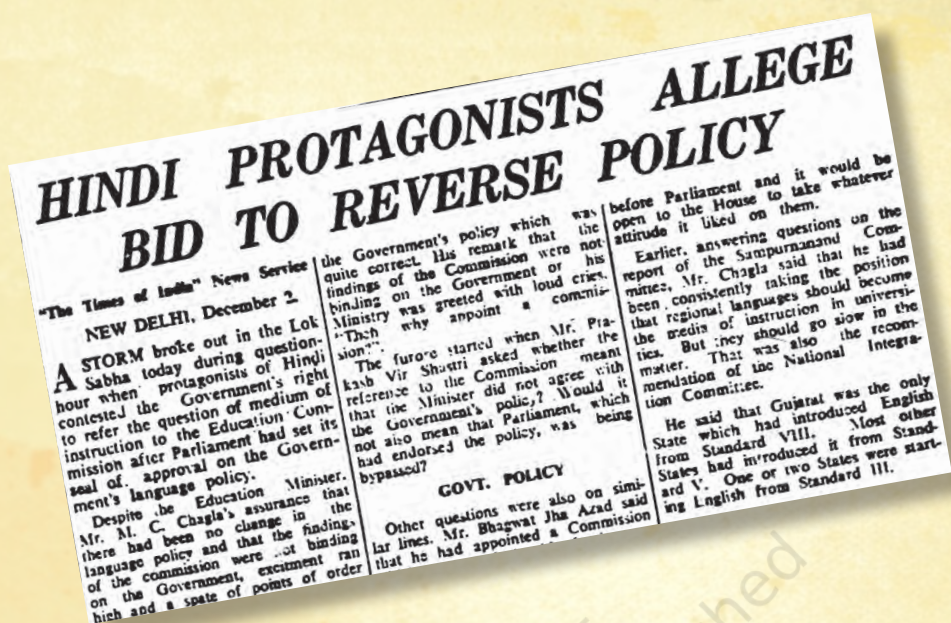 HINDI PROTAGONISTS ALLEGE
BID TO REVERSE POLICY
"The Times of India" News Service
NEW DELHI, December 2
A STORM broke out in the Lok
Sabha today during question-
hour when protagonists of Hindi
contested the Government's right
to refer the question of medium of
instruction to the Education Com-
mission after Parliament had set its
seal of approval on the Govern-
ment's language policy.
Despite the Education Minister,
Mr. M. C. Chagla's assurance that
there had been no change in the
language policy and that the findings
of the commission were not binding
on the Government, excitment ran
high and a spate of points of order
the Government's policy which was
quite correct. His remark that the
findings of the Commission were not
binding on the Government or his
Ministry was greeted with loud cries.
"Then why appoint a commis-
sion?"
The furore started when Mr. Pra-
kash Vir Shastri asked whether the
reference to the Commission meant
that the Minister did not agree with
the Government's policy? Would it
not also mean that Parliament, which
had endorsed the policy, was being
bypassed?
GOVT. POLICY
Other questions were also on simi-
lar lines. Mr. Bhagwat Jha Azad said
that he had appointed a Commission
before Parliament and it would be
open to the House to take whatever
attitude it liked on them.
Earlier, answering questions on the
report of the Sampurnanand Com-
mittee, Mr. Chagla said that he had
been consistently taking the position
that regional languages should become
the media of instruction in universi-
ties. But they should go slow in the
matter. That was also the recom-
mendation of the National Integra-
tion Committee.
He said that Gujarat was the only
State which had introduced English
from Standard VIII. Most other
States had introduced it from Stand-
ard V. One or two States were start-
ing English from Standard III.